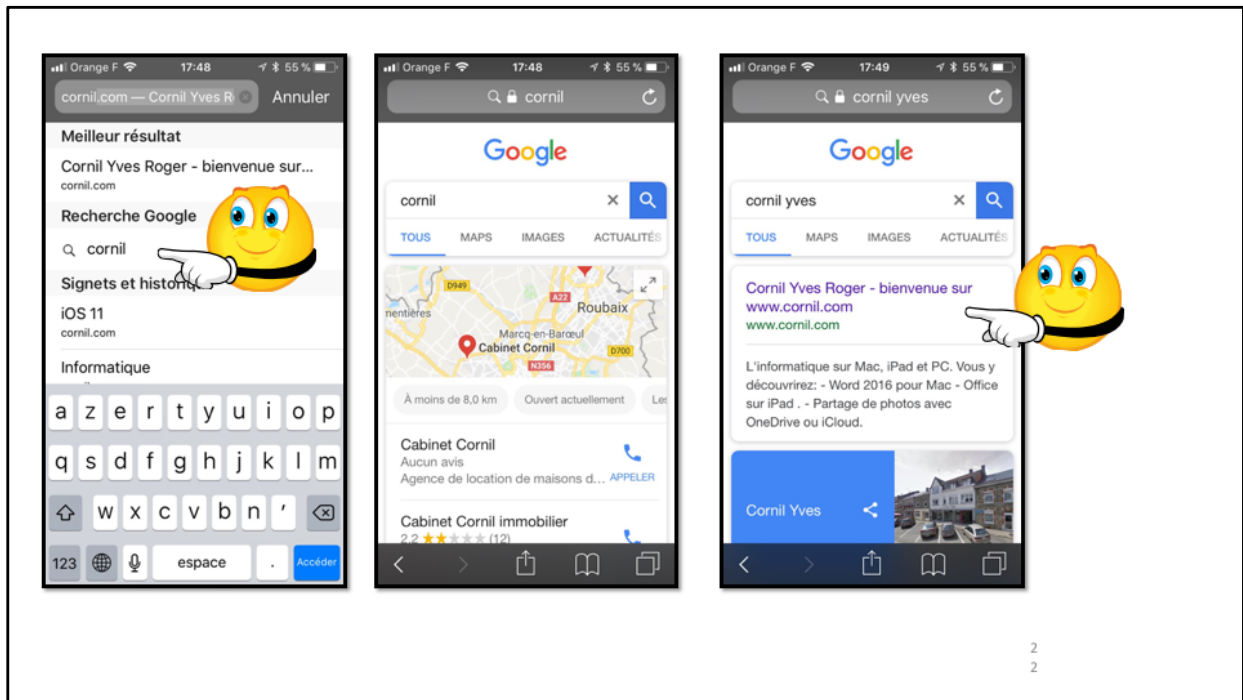 Orange F 17:48 55 %
cornil.com — Cornil Yves R Annuler
Meilleur résultat
Cornil Yves Roger - bienvenue sur...
cornil.com
Recherche Google
cornil
Signets et historiq
iOS 11
cornil.com
Informatique
a z e r t y u i o p
q s d f g h j k l m
w x c v b n '
123 espace . Accéder
Orange F 17:48 55 %
cornil
Google
cornil
TOUS MAPS IMAGES ACTUALITÉS
D949
A22
Roubaix
mentières
Marcq-en-Barœul
Cabinet Cornil
D700
N356
À moins de 8,0 km Ouvert actuellement Les
Cabinet Cornil
Aucun avis
Agence de location de maisons d... APPELER
Cabinet Cornil immobilier
2,2 (12)
Orange F 17:49 55 %
cornil yves
Google
cornil yves
TOUS MAPS IMAGES ACTUALITÉS
Cornil Yves Roger - bienvenue sur
www.cornil.com
www.cornil.com
L'informatique sur Mac, iPad et PC. Vous y
découvrirez: - Word 2016 pour Mac - Office
sur iPad . - Partage de photos avec
OneDrive ou iCloud.
Cornil Yves
2
2